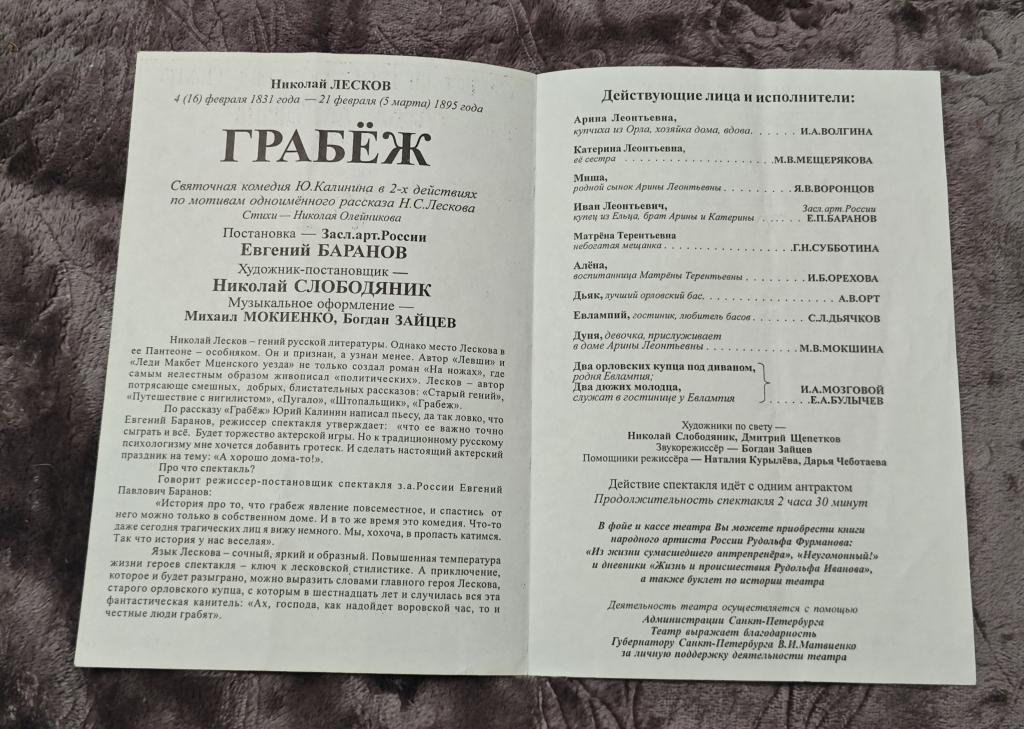 Николай ЛЕСКОВ
4 (16) февраля 1831 года — 21 февраля (5 марта) 1895 года
ГРАБЁЖ
Святочная комедия Ю.Калинина в 2-х действиях
по мотивам одноимённого рассказа Н.С.Лескова
Стихи — Николая Олейникова
Постановка — Засл.арт.России
Евгений БАРАНОВ
Художник-постановщик —
Николай СЛОБОДЯНИК
Музыкальное оформление —
Михаил МОКИЕНКО, Богдан ЗАЙЦЕВ
Николай Лесков – гений русской литературы. Однако место Лескова в
ее Пантеоне – особняком. Он и признан, а узнан менее. Автор «Левши» и
«Леди Макбет Мценского уезда» не только создал роман «На ножах», где
самым нелестным образом живописал «политических». Лесков – автор
потрясающе смешных, добрых, блистательных рассказов: «Старый гений»,
«Путешествие с нигилистом», «Пугало», «Штопальщик», «Грабеж».
По рассказу «Грабёж» Юрий Калинин написал пьесу, да так ловко, что
Евгений Баранов, режиссер спектакля утверждает: «что ее важно точно
сыграть и всё. Будет торжество актерской игры. Но к традиционному русскому
психологизму мне хочется добавить гротеск. И сделать настоящий актерский
праздник на тему: «А хорошо дома-то!».
Про что спектакль?
Говорит режиссер-постановщик спектакля з.а.России Евгений
Павлович Баранов:
«История про то, что грабеж явление повсеместное, и спастись от
него можно только в собственном доме. И в то же время это комедия. Что-то
даже сегодня трагических лиц я вижу немного. Мы, хохоча, в пропасть катимся.
Так что история у нас веселая».
Язык Лескова – сочный, яркий и образный. Повышенная температура
жизни героев спектакля – ключ к лесковской стилистике. А приключение,
которое и будет разыграно, можно выразить словами главного героя Лескова,
старого орловского купца, с которым в шестнадцать лет и случилась вся эта
фантастическая канитель: «Ах, господа, как надойдет воровской час, то и
честные люди грабят».
Действующие лица и исполнители:
Арина Леонтьевна,
купчиха из Орла, хозяйка дома, вдова. . . . . . . И.А.ВОЛГИНА
Катерина Леонтьевна,
её сестра . . . . . . . . . . . . . . . . . . . . . М.В.МЕЩЕРЯКОВА
Миша,
родной сынок Арины Леонтьевны . . . . . . . . . . Я.В.ВОРОНЦОВ
Иван Леонтьевич, Засл.арт.России
купец из Ельца, брат Арины и Катерины . . . . . . Е.П.БАРАНОВ
Матрёна Терентьевна
небогатая мещанка . . . . . . . . . . . . . . . . . Г.Н.СУББОТИНА
Алёна,
воспитанница Матрёны Терентьевны . . . . . . . . И.Б.ОРЕХОВА
Дьяк, лучший орловский бас. . . . . . . . . . . . . . . . . А.В.ОРТ
Евлампий, гостиник, любитель басов . . . . . . . . С.Л.ДЬЯЧКОВ
Дуня, девочка, прислуживает
в доме Арины Леонтьевны . . . . . . . . . . . . . . М.В.МОКШИНА
Два орловских купца под диваном,
родня Евлампия;
Два дюжих молодца, И.А.МОЗГОВОЙ
служат в гостинице у Евлампия . . . . . . Е.А.БУЛЫЧЕВ
Художники по свету —
Николай Слободяник, Дмитрий Щепетков
Звукорежиссёр — Богдан Зайцев
Помощники режиссёра — Наталия Курылёва, Дарья Чеботаева
Действие спектакля идёт с одним антрактом
Продолжительность спектакля 2 часа 30 минут
В фойе и кассе театра Вы можете приобрести книги
народного артиста России Рудольфа Фурманова:
«Из жизни сумасшедшего антрепренёра», «Неугомонный!»
и дневники «Жизнь и происшествия Рудольфа Иванова»,
а также буклет по истории театра
Деятельность театра осуществляется с помощью
Администрации Санкт-Петербурга
Театр выражает благодарность
Губернатору Санкт-Петербурга В.И.Матвиенко
за личную поддержку деятельности театра